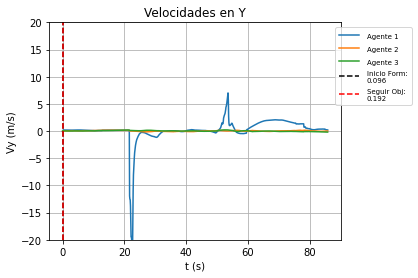 Velocidades en Y
20
15
10
5
0
−5
−10
−15
−20
Vy (m/s)
0
20
40
60
80
t (s)
Agente 1
Agente 2
Agente 3
Inicio Form:
0.096
Seguir Obj:
0.192